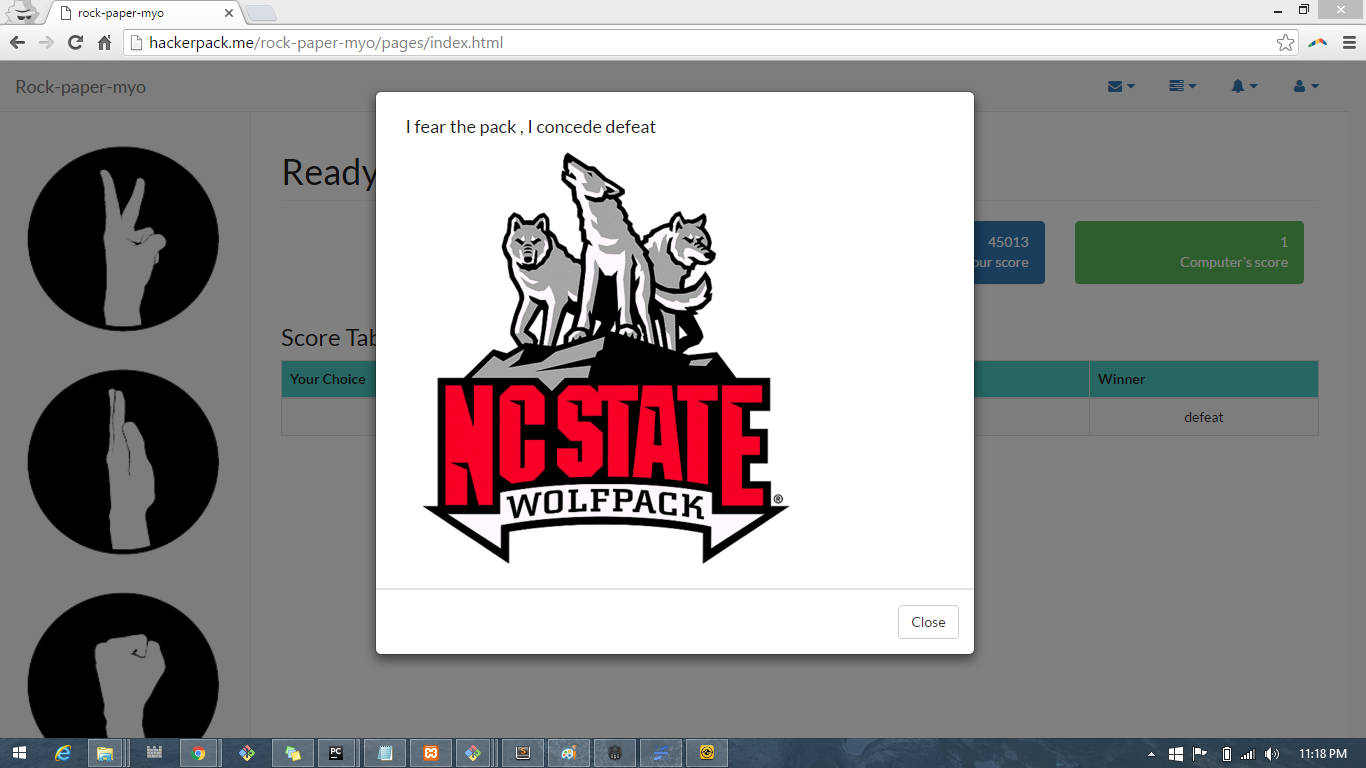 rock-paper-myo
hackerpack.me/rock-paper-myo/pages/index.html
Rock-paper-myo
I fear the pack , I concede defeat
Ready
45013
our score
1
Computer's score
Score Tab
Your Choice
Winner
defeat
NC STATE
WOLFPACK®
Close
PC
11:18 PM